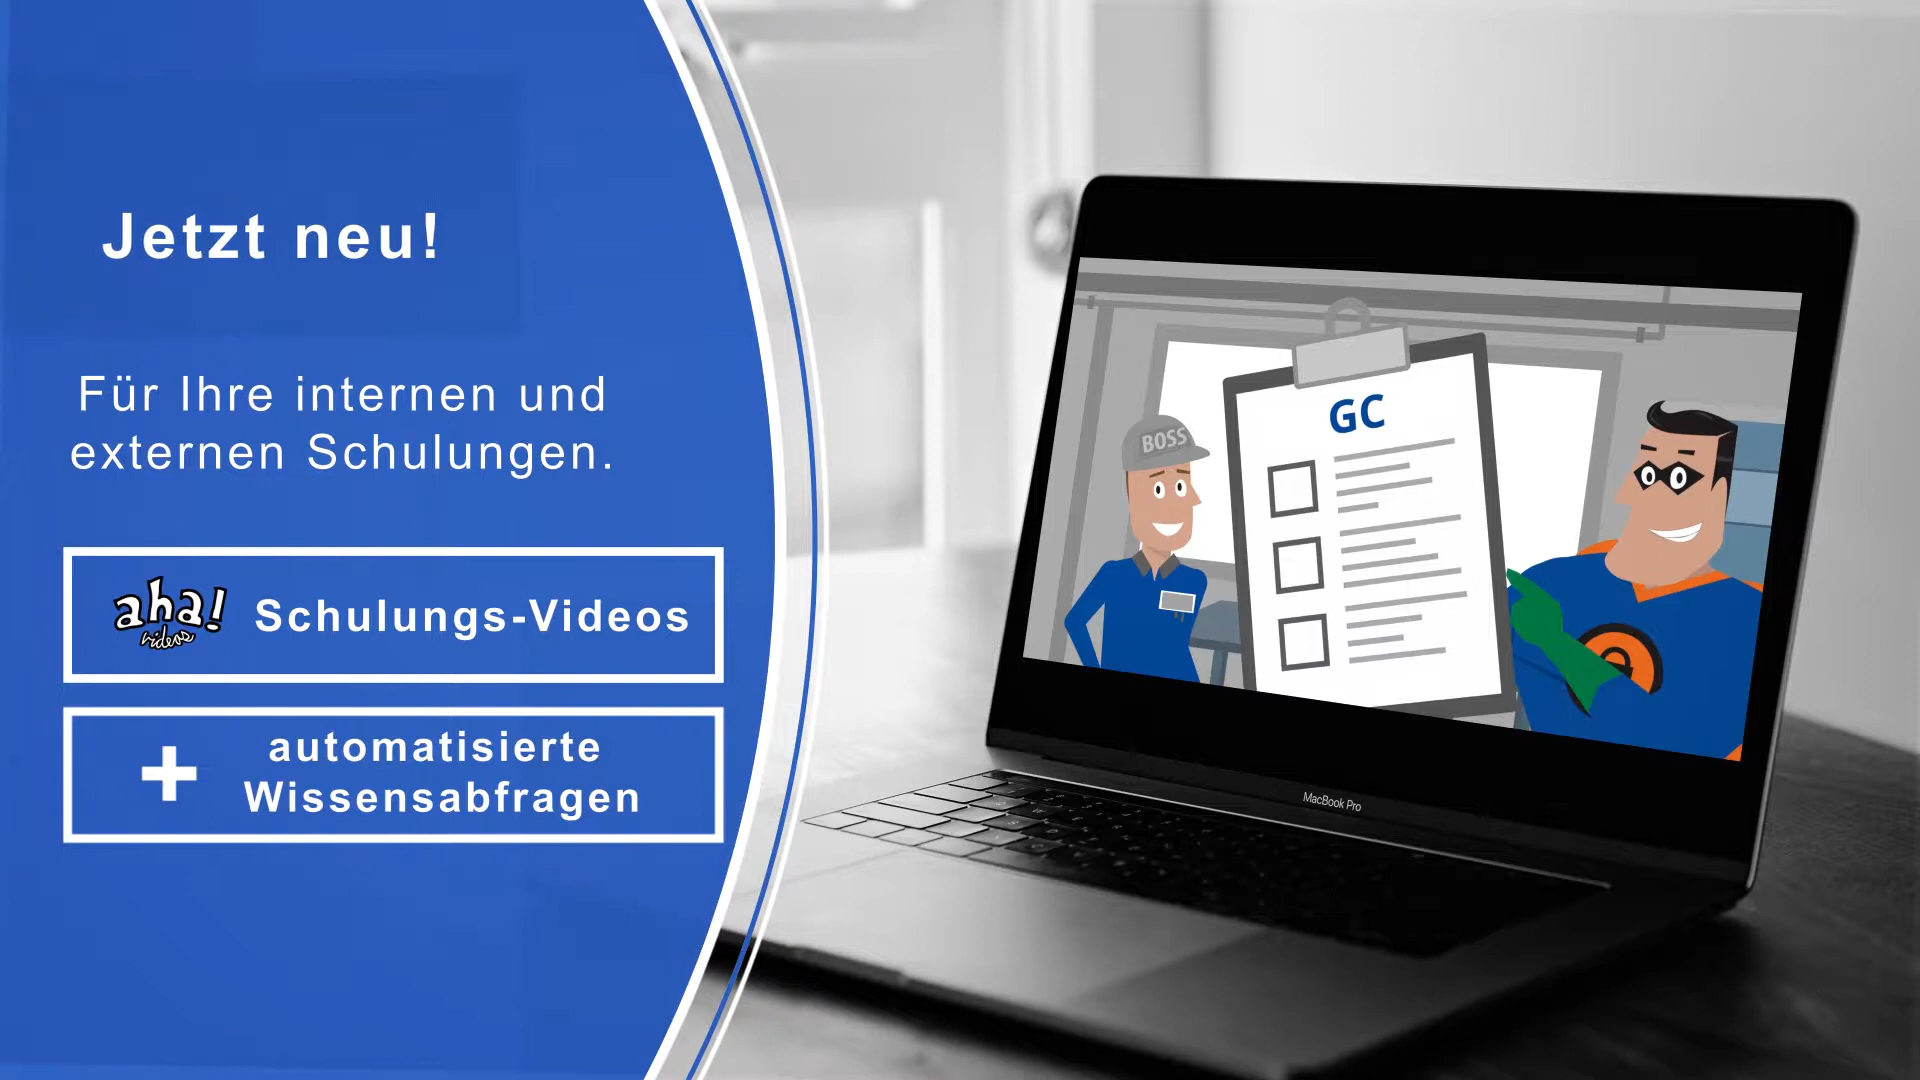 Jetzt neu!
Für Ihre internen und
externen Schulungen.
aha!
videos
Schulungs-Videos
+
automatisierte
Wissensabfragen
GC
BOSS
e
MacBook Pro